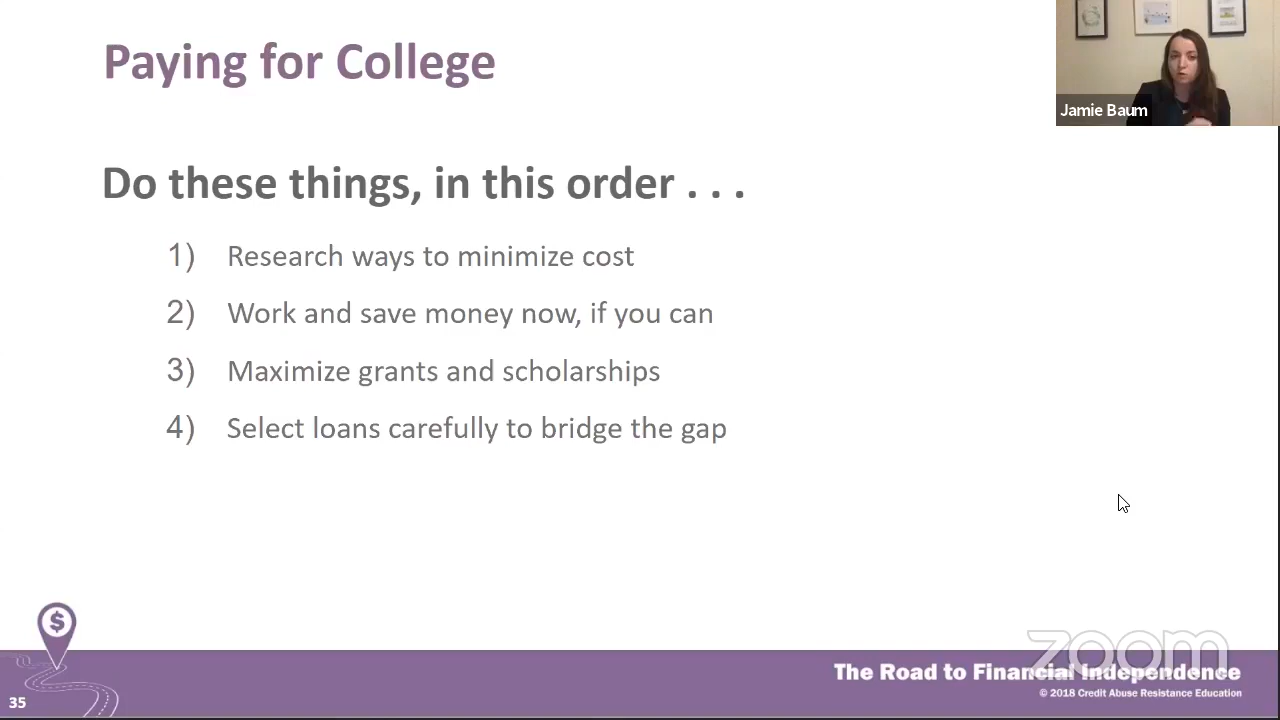 Paying for College
Jamie Baum
Do these things, in this order . . .
1) Research ways to minimize cost
2) Work and save money now, if you can
3) Maximize grants and scholarships
4) Select loans carefully to bridge the gap
$
zoom
The Road to Financial Independence
© 2018 Credit Abuse Resistance Education
35